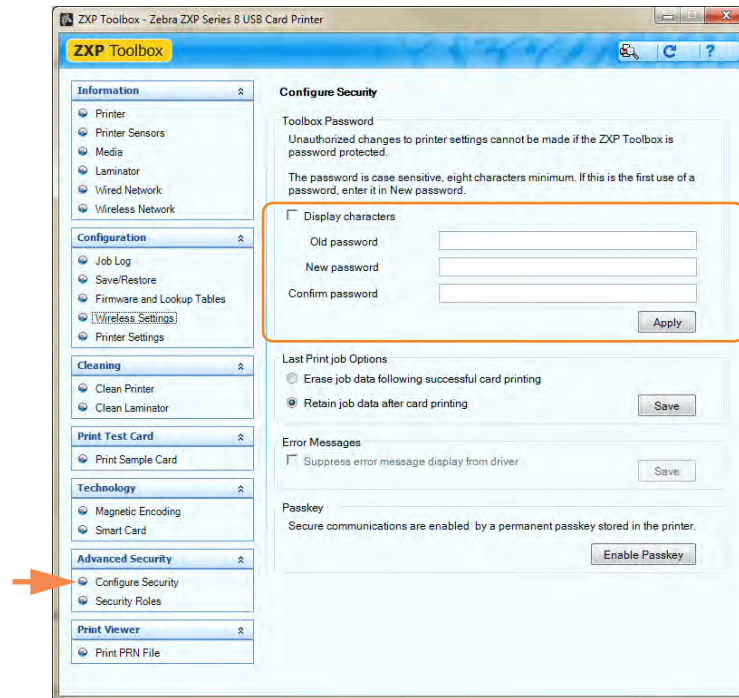 ZXP Toolbox - Zebra ZXP Series 8 USB Card Printer
ZXP Toolbox
?
Information
Printer
Printer Sensors
Media
Laminator
Wired Network
Wireless Network
Configuration
Job Log
Save/Restore
Firmware and Lookup Tables
Wireless Settings
Printer Settings
Cleaning
Clean Printer
Clean Laminator
Print Test Card
Print Sample Card
Technology
Magnetic Encoding
Smart Card
Advanced Security
Configure Security
Security Roles
Print Viewer
Print PRN File
Configure Security
Toolbox Password
Unauthorized changes to printer settings cannot be made if the ZXP Toolbox is
password protected.
The password is case sensitive, eight characters minimum. If this is the first use of a
password, enter it in New password.
Display characters
Old password
New password
Confirm password
Apply
Last Print job Options
Erase job data following successful card printing
Retain job data after card printing
Save
Error Messages
Suppress error message display from driver
Save
Passkey
Secure communications are enabled by a permanent passkey stored in the printer.
Enable Passkey